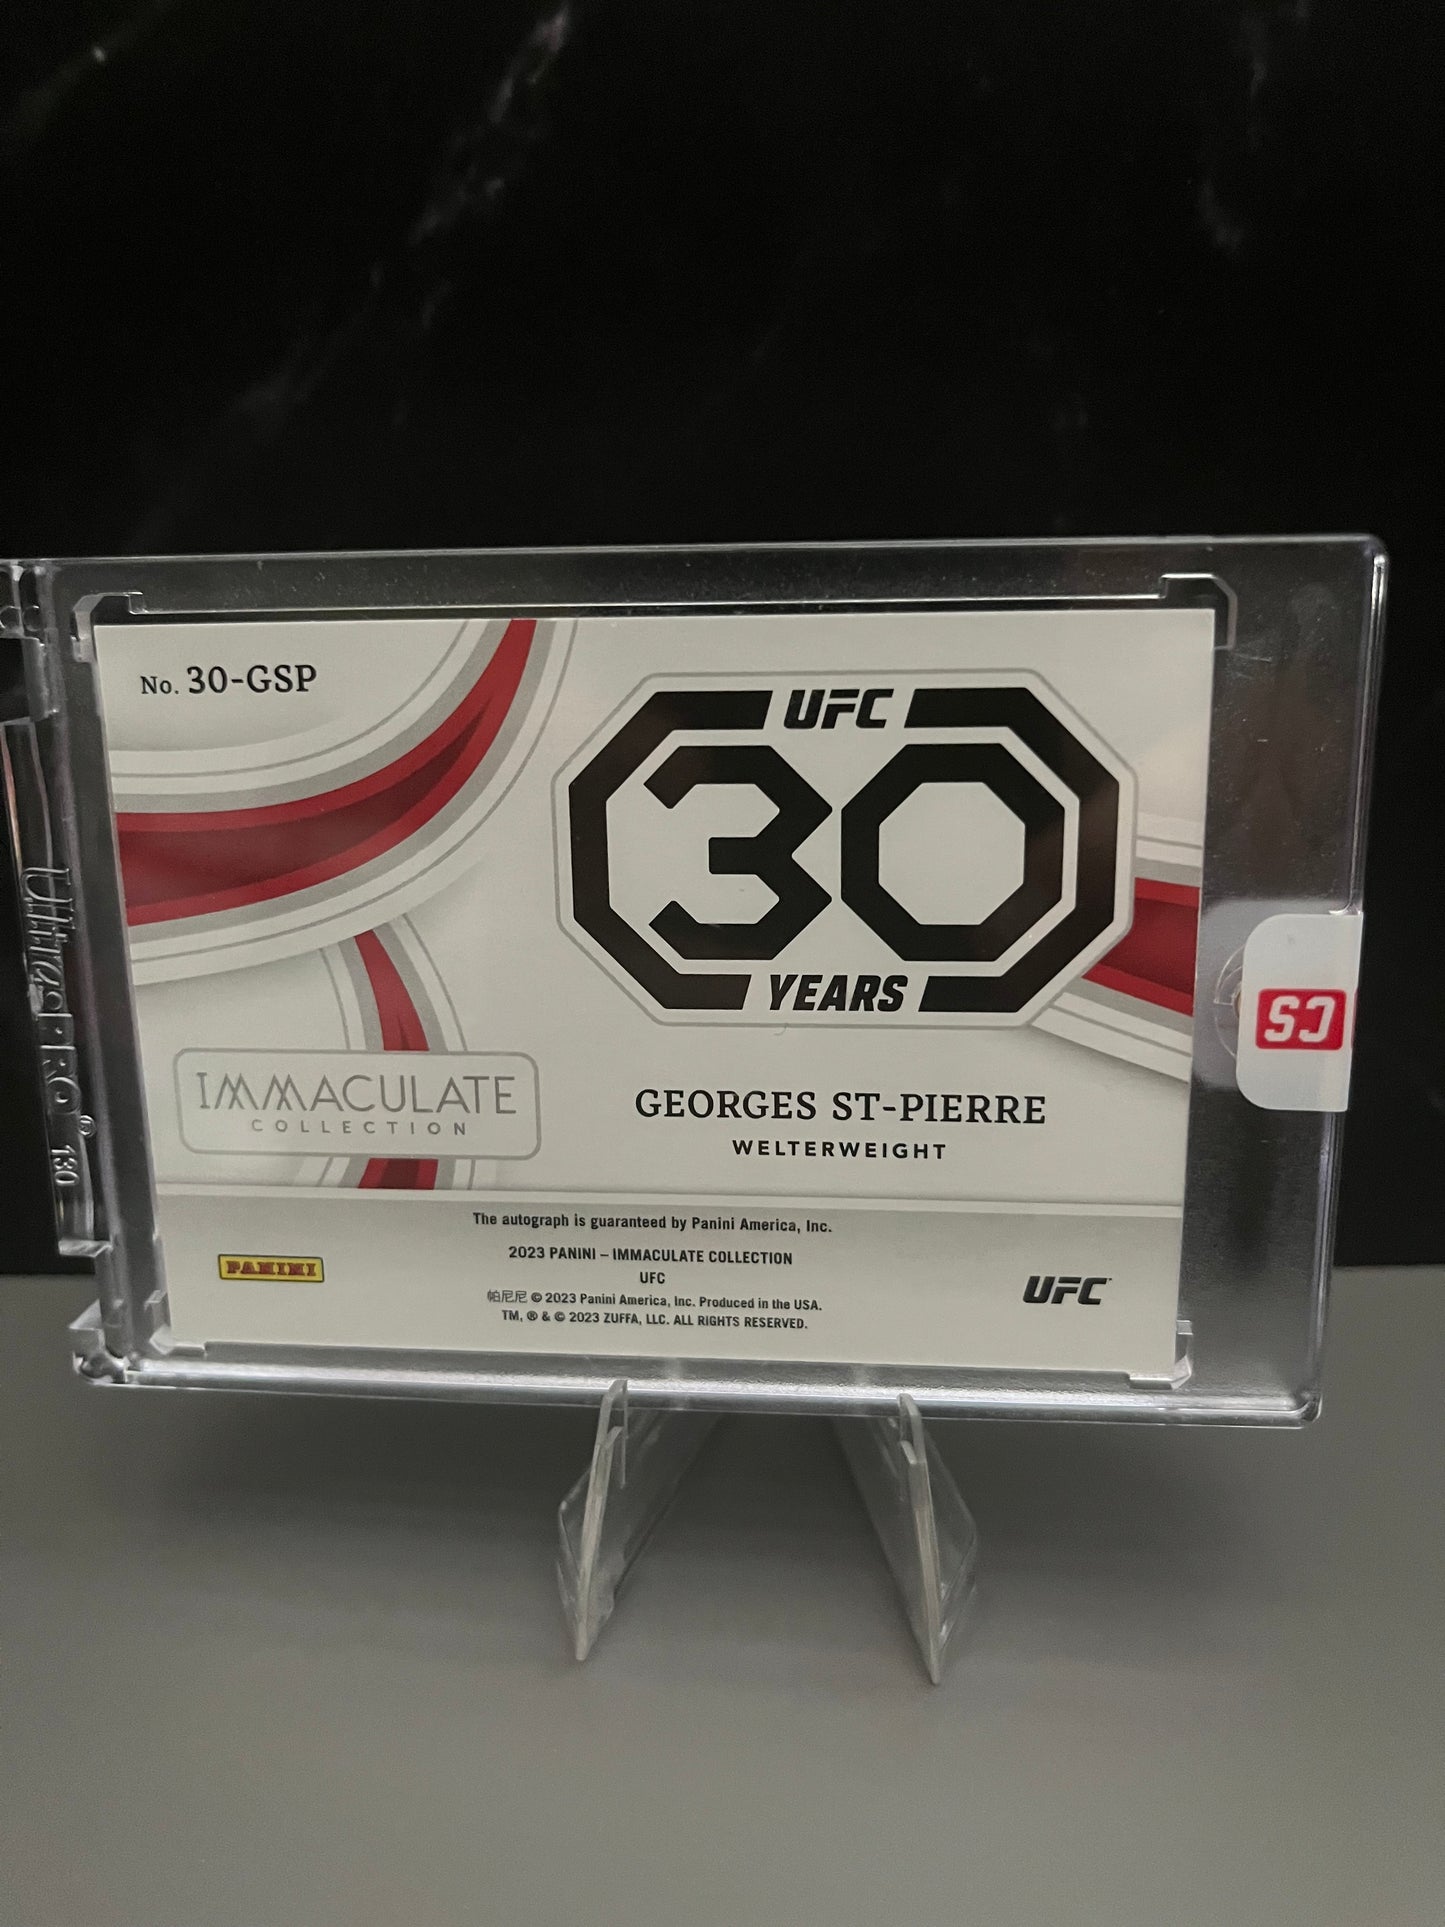 No. 30-GSP
UFC
30
YEARS
IMMACULATE
COLLECTION
GEORGES ST-PIERRE
WELTERWEIGHT
The autograph is guaranteed by Panini America, Inc.
2023 PANINI – IMMACULATE COLLECTION
UFC
帕尼尼 © 2023 Panini America, Inc. Produced in the USA.
TM, ® & © 2023 ZUFFA, LLC. ALL RIGHTS RESERVED.
PANINI
UFC
UltraPRO® 130
CS